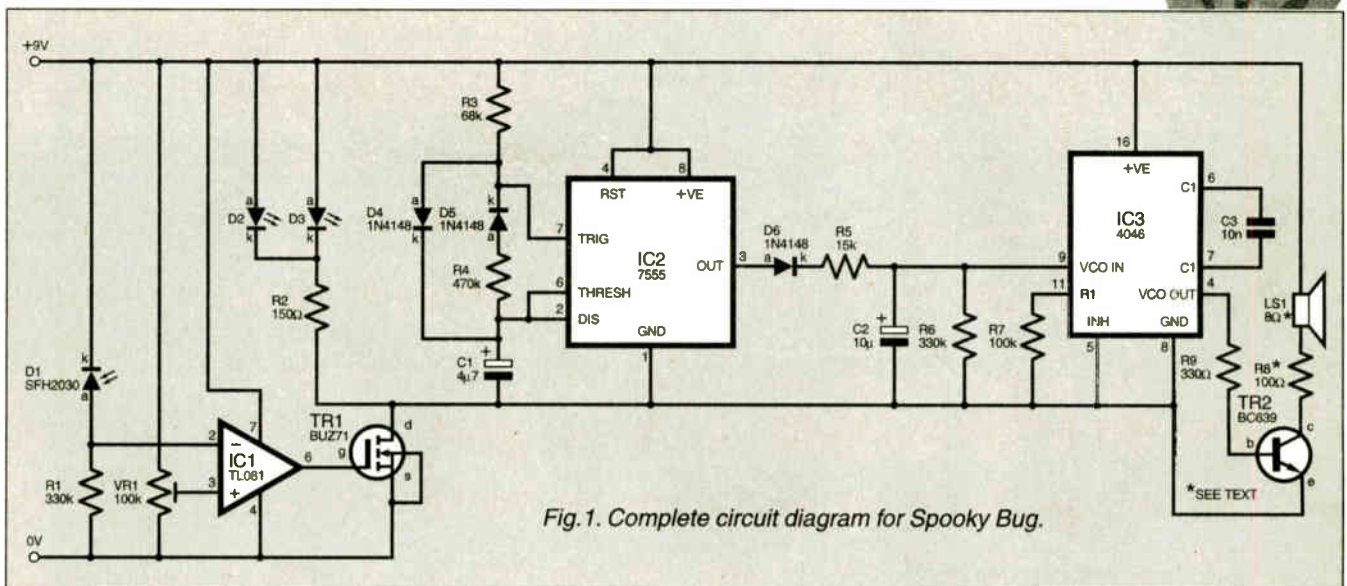 +9V
R3
68k
4
8
RST
+VE
16
+VE
6
C1
a
D2
k
a
D3
k
a
D4
1N4148
k
D5
1N4148
k
a
R4
470k
7
TRIG
IC2
7555
OUT
3
6
THRESH
2
DIS
GND
1
D6
1N4148
a
k
R5
15k
IC3
4046
C3
10n
7
C1
9
VCO IN
11
R1
VCO OUT
4
INH
GND
5
8
LS1
8Ω*
R2
150Ω
+
C1
4μ7
+
C2
10μ
R6
330k
R7
100k
R9
330Ω
R8*
100Ω
k
D1
SFH2030
a
TR1
BUZ71
d
g
s
TR2
BC639
b
c
e
2
7
–
IC1
TL081
6
3
+
4
R1
330k
VR1
100k
0V
*SEE TEXT
Fig.1. Complete circuit diagram for Spooky Bug.